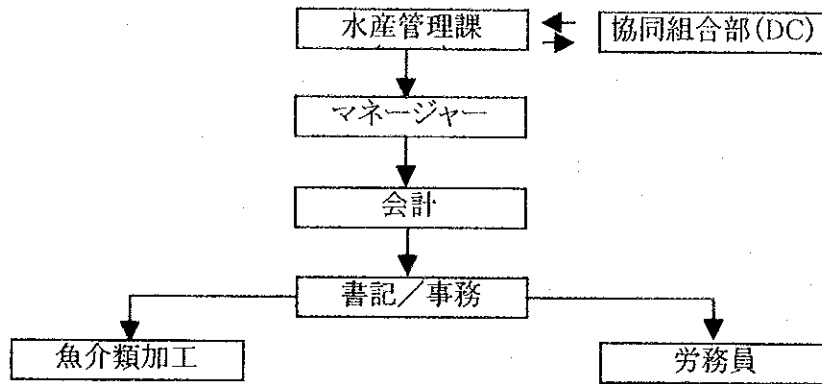 水産管理課
協同組合部(DC)
マネージャー
会計
書記／事務
魚介類加工
労務員